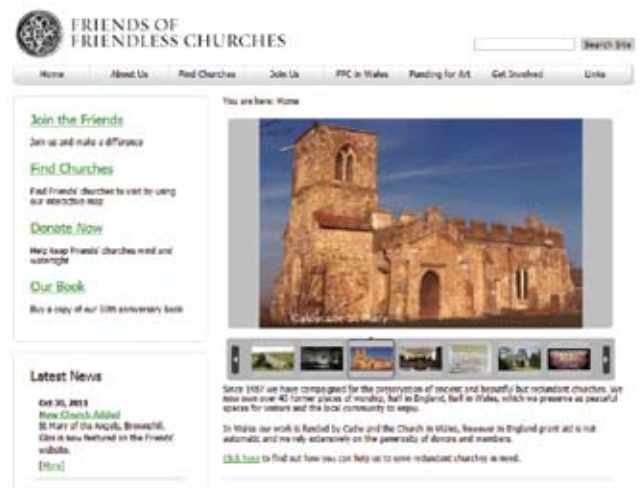 FRIENDS OF
FRIENDLESS CHURCHES
Search Site
Home
About Us
Find Churches
Join Us
FFC in Wales
Funding for Art
Get Involved
Links
You are here: Home
Join the Friends
Join us and make a difference
Find Churches
Find Friends' churches to visit by using
our interactive map
Donate Now
Help keep Friends' churches wind and
watertight
Our Book
Buy a copy of our 50th anniversary book
Caldecote St Mary
Since 1957 we have campaigned for the preservation of ancient and beautiful but redundant churches. We
now own over 40 former places of worship, half in England, half in Wales, which we preserve as peaceful
spaces for visitors and the local community to enjoy.
In Wales our work is funded by Cadw and the Church in Wales, however in England grant aid is not
automatic and we rely extensively on the generosity of donors and members.
Click here to find out how you can help us to save redundant churches in need.
Latest News
Oct 30, 2011
New Church Added
St Mary of the Angels, Brownshill,
Glos is now featured on the Friends'
website.
[More]